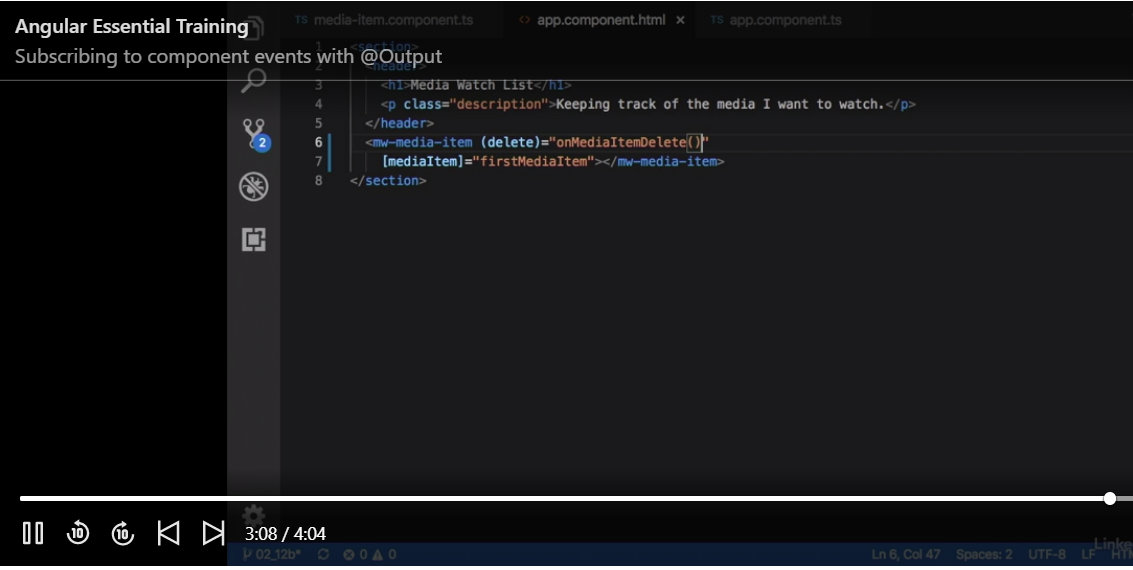 Angular Essential Training
Subscribing to component events with @Output
TS media-item.component.ts <> app.component.html × TS app.component.ts
1 <section>
2 <header>
3 <h1>Media Watch List</h1>
4 <p class="description">Keeping track of the media I want to watch.</p>
5 </header>
6 <mw-media-item (delete)="onMediaItemDelete()"
7 [mediaItem]="firstMediaItem"></mw-media-item>
8 </section>
2
10 10 3:08 / 4:04
02_12b* 0 0 Ln 6, Col 47 Spaces: 2 UTF-8 LF